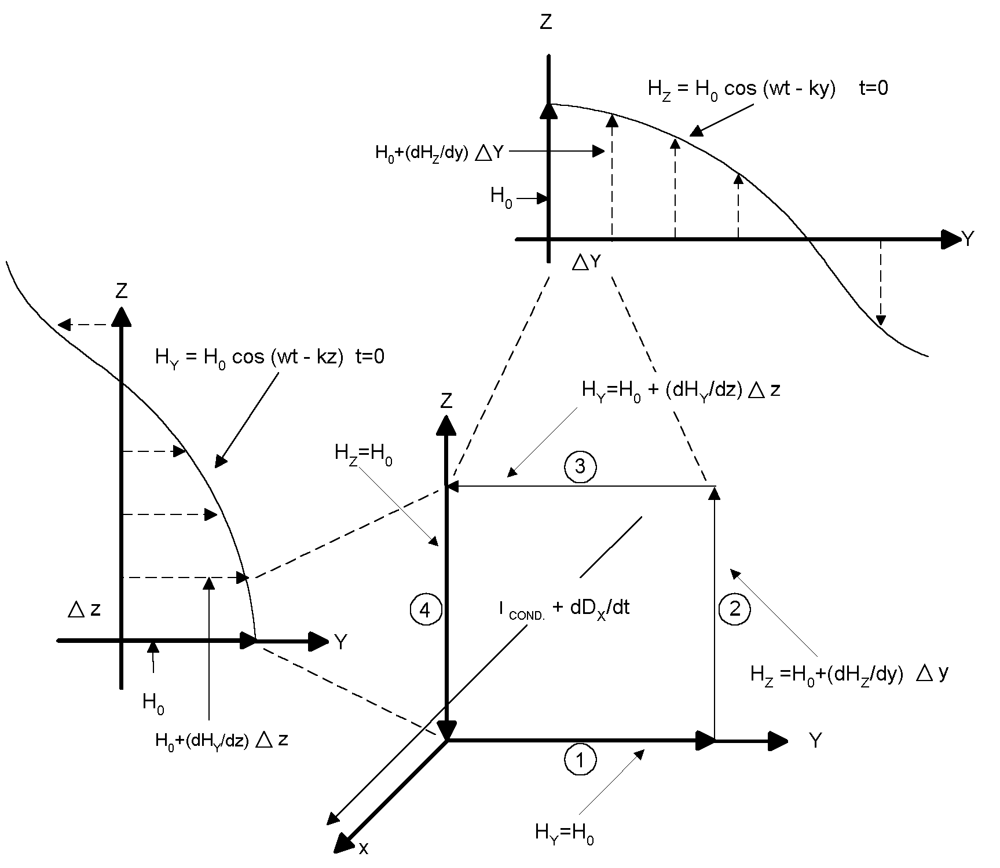 Z
H_Z = H_0 cos (wt - ky) t=0
H_0+(dH_Z/dy) △Y
H_0
Y
△Y
Z
H_Y = H_0 cos (wt - kz) t=0
H_Y=H_0 + (dH_Y/dz) △ z
Z
H_Z=H_0
3
△ z
4
I COND. + dD_X/dt
2
Y
H_Z =H_0+(dH_Z/dy) △ y
H_0
H_0+(dH_Y/dz) △ z
Y
1
H_Y=H_0
x